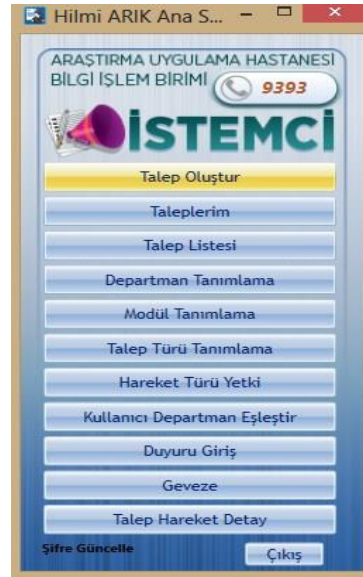 Hilmi ARIK Ana S...
ARAŞTIRMA UYGULAMA HASTANESİ
BİLGİ İŞLEM BİRİMİ 9393
İSTEMCİ
Talep Oluştur
Taleplerim
Talep Listesi
Departman Tanımlama
Modül Tanımlama
Talep Türü Tanımlama
Hareket Türü Yetki
Kullanıcı Departman Eşleştir
Duyuru Giriş
Geveze
Talep Hareket Detay
Şifre Güncelle Çıkış